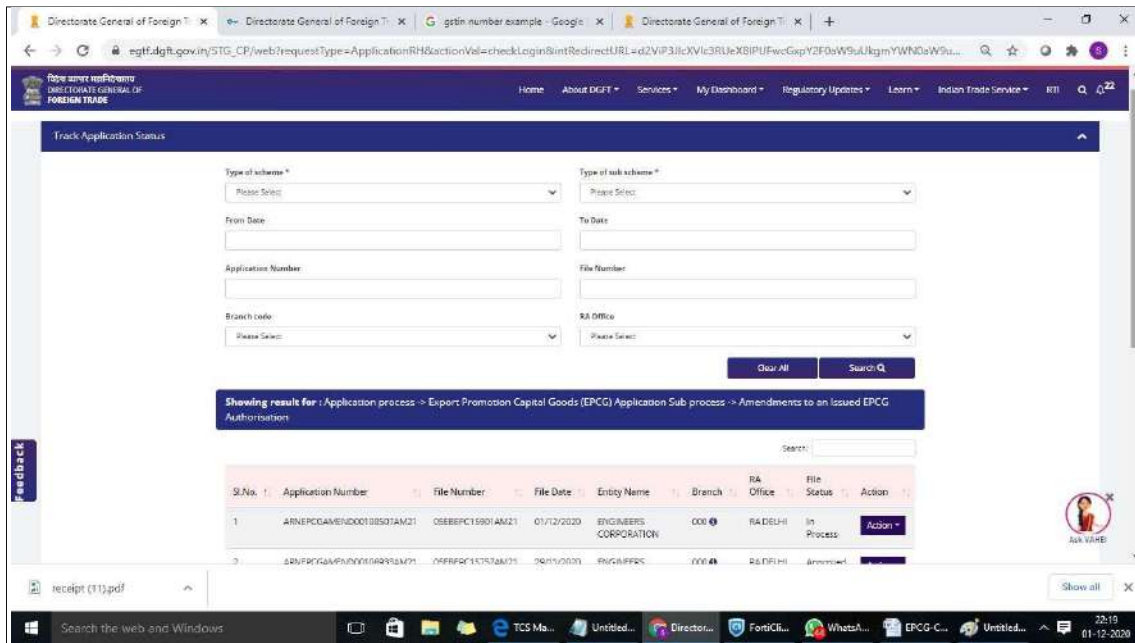 Directorate General of Foreign T
Directorate General of Foreign T
gstin number example - Google
Directorate General of Foreign T
विदेश व्यापार महानिदेशालय
DIRECTORATE GENERAL OF
FOREIGN TRADE
Home About DGFT Services My Dashboard Regulatory Updates Learn Indian Trade Service RTI 22
Track Application Status
Type of scheme * Type of sub scheme *
Please Select Please Select
From Date To Date
Application Number File Number
Branch code RA Office
Please Select Please Select
Clear All Search
Showing result for : Application process -> Export Promotion Capital Goods (EPCG) Application Sub process -> Amendments to an Issued EPCG
Authorisation
Search:
Feedback
Sl.No. Application Number File Number File Date Entity Name Branch RA Office File Status Action
1 01/12/2020 ENGINEERS CORPORATION 000 RA DELHI In Process Action
2 29/11/2020 ENGINEERS 000 RA DELHI Approved
Ask VAHEI
receipt (11).pdf Show all
Search the web and Windows TCS Ma... Untitled... Director... FortiCli... WhatsA... EPCG-C... Untitled... 22:19
01-12-2020